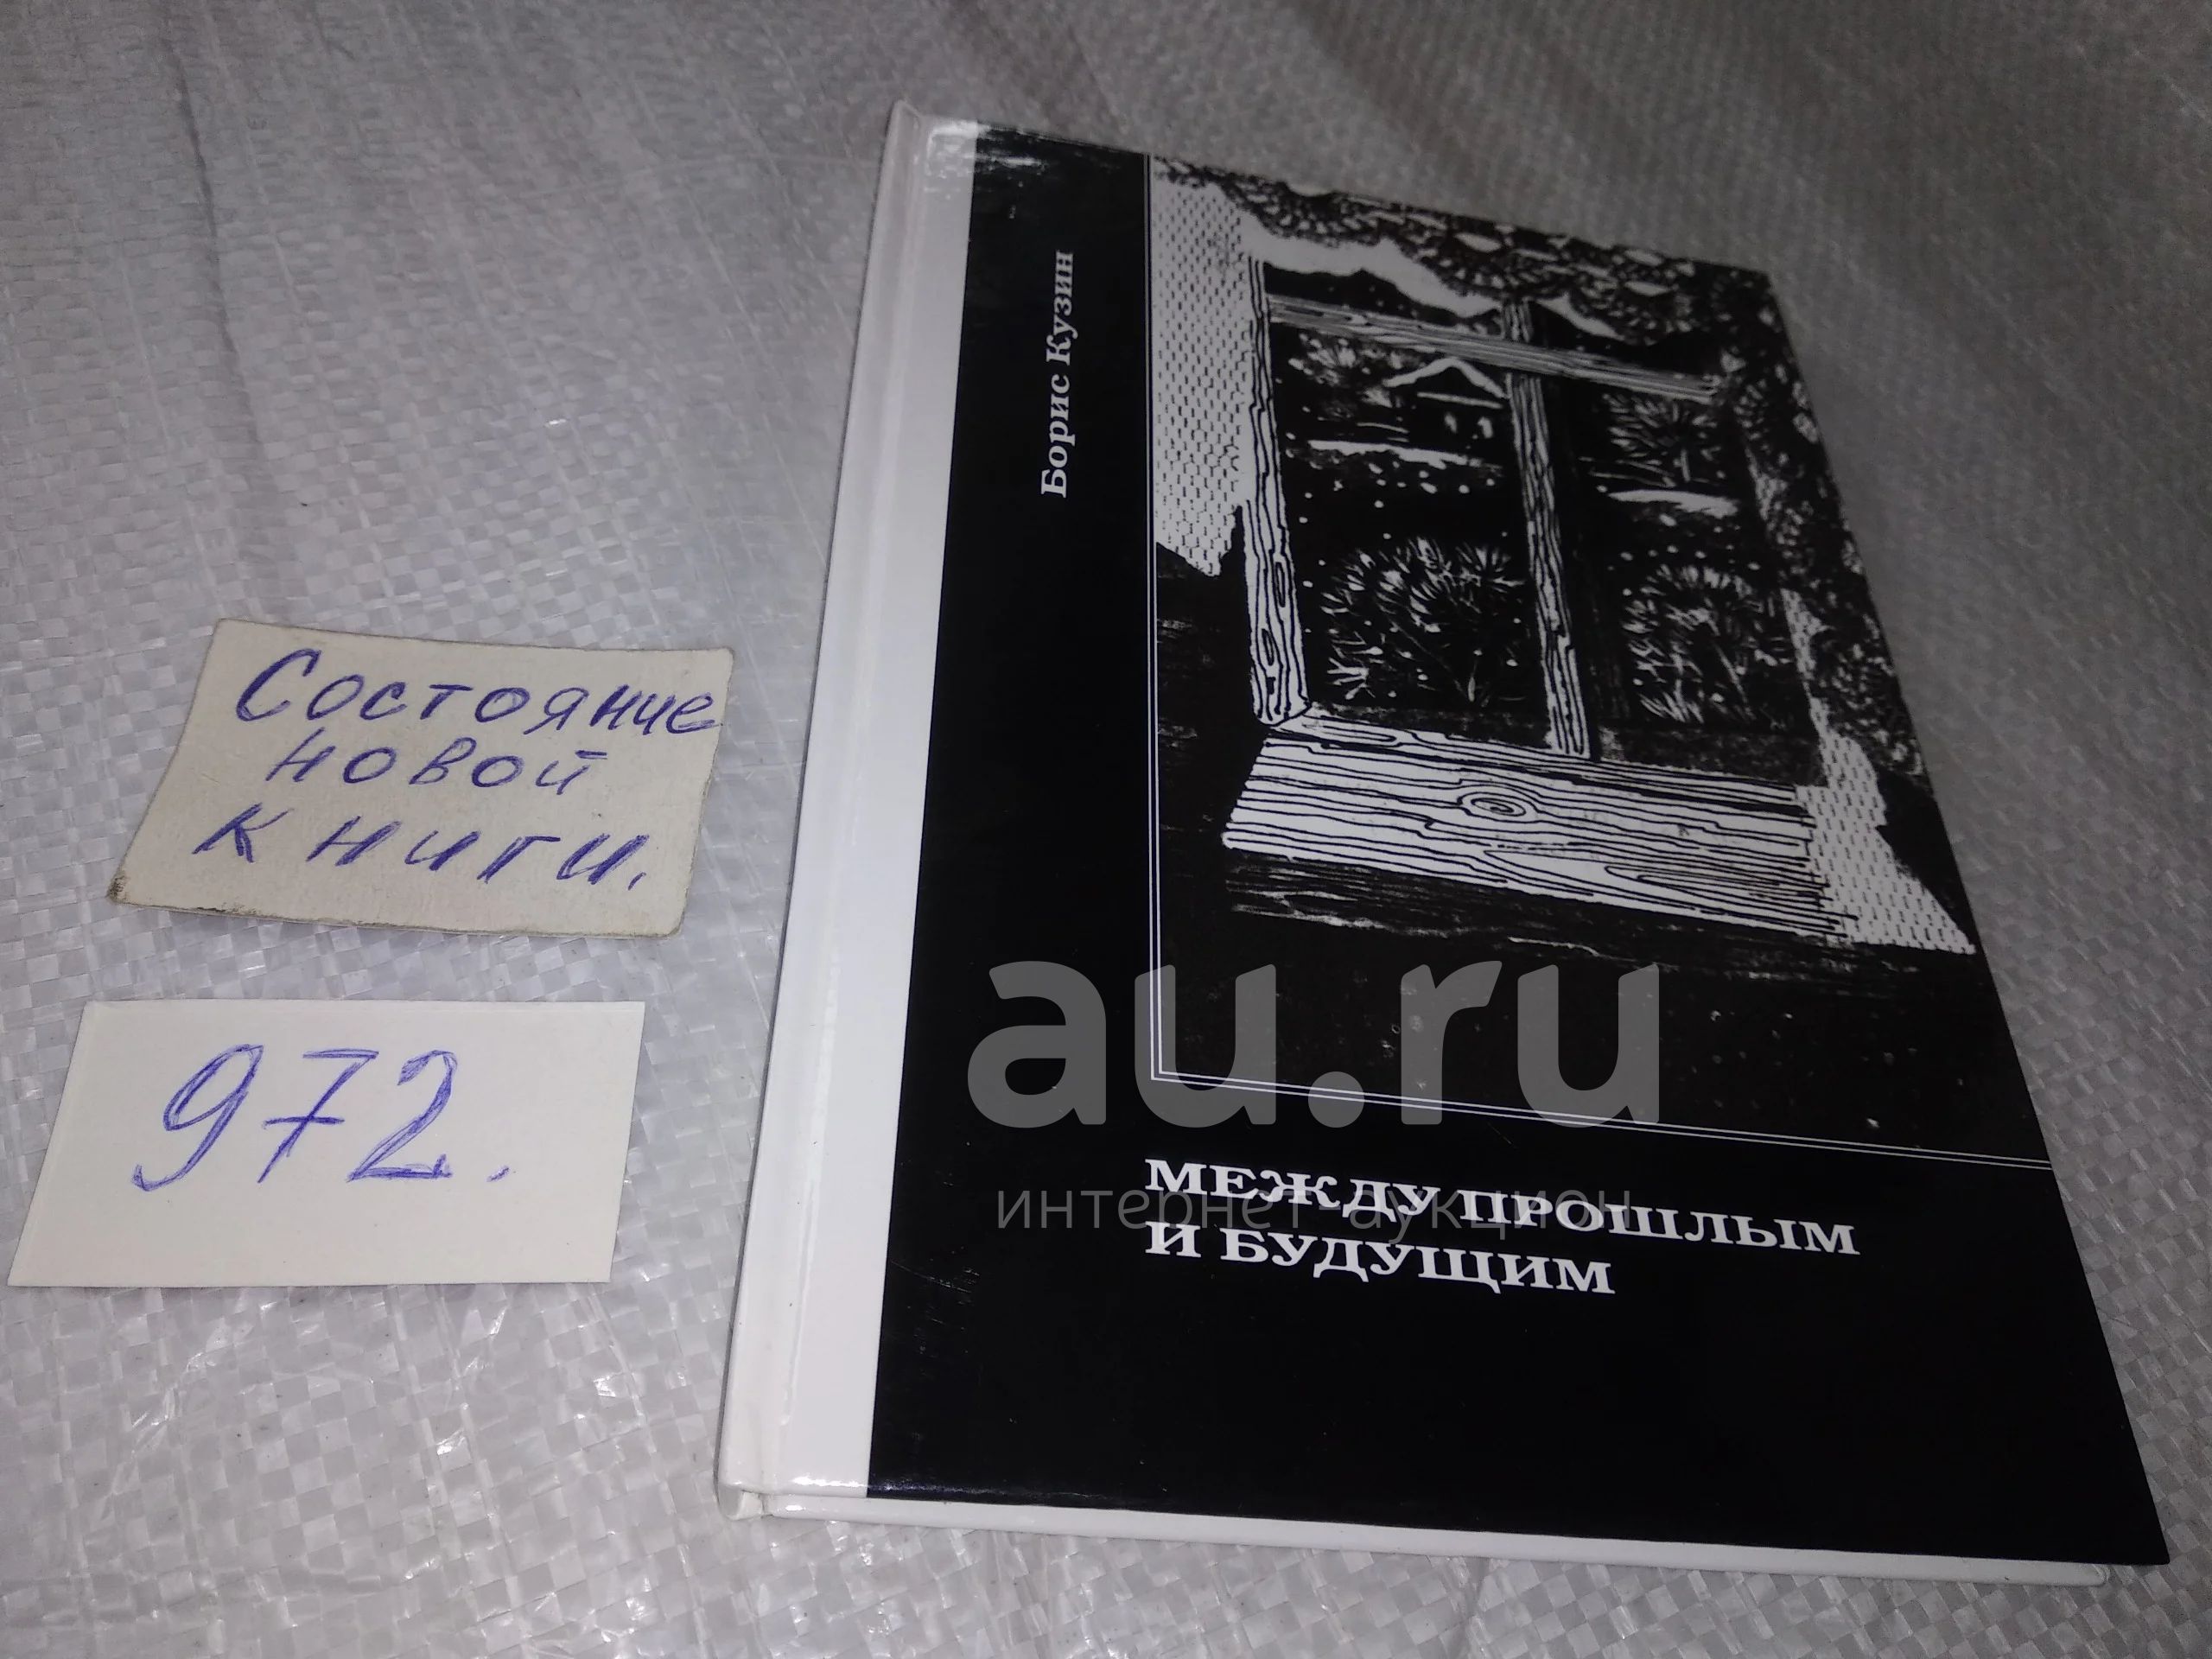 Борис Кузин
Состояние
новой
книги.
972.
au.ru
интернет-аукцион
МЕЖДУ ПРОШЛЫМ
И БУДУЩИМ